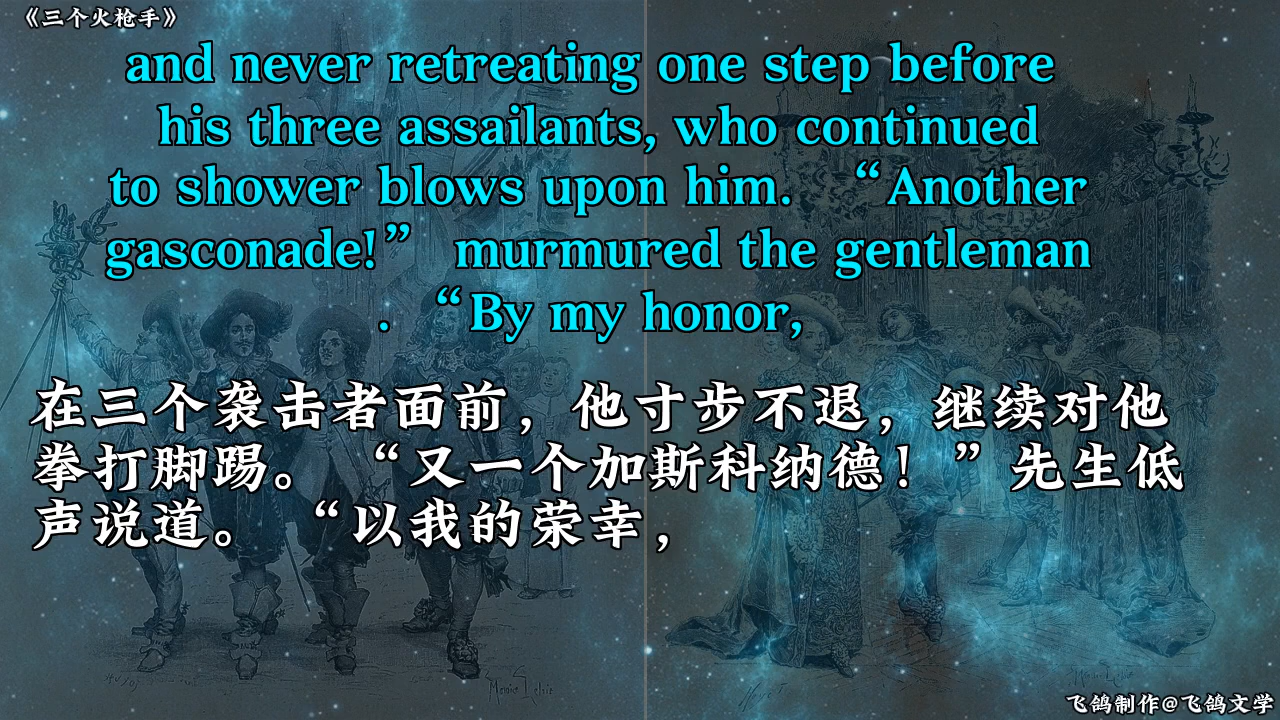 《三个火枪手》
and never retreating one step before
his three assailants, who continued
to shower blows upon him. “Another
gasconade!” murmured the gentleman
. “By my honor,
在三个袭击者面前，他寸步不退，继续对他
拳打脚踢。“又一个加斯科纳德！”先生低
声说道。“以我的荣幸，
飞鸽制作@飞鸽文学